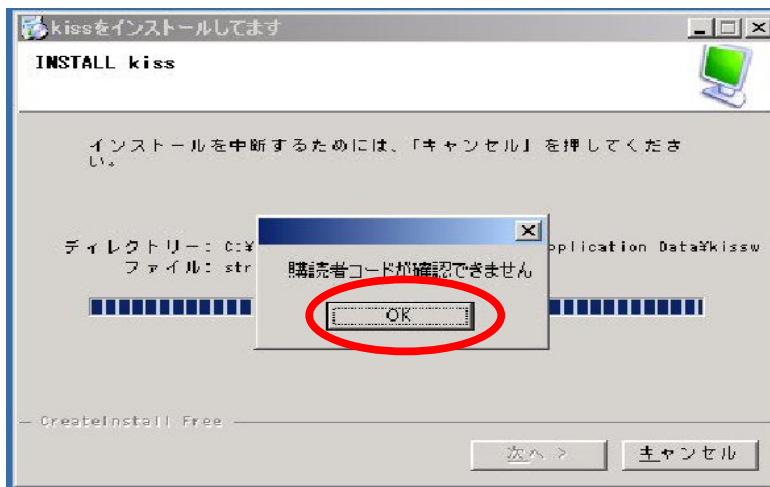 kissをインストールしてます
INSTALL kiss
インストールを中断するためには、「キャンセル」を押してくださ
い。
ディレクトリー: C:¥
pplication Data¥kissw
ファイル: str
購読者コードが確認できません
OK
CreateInstall Free
次へ >
キャンセル